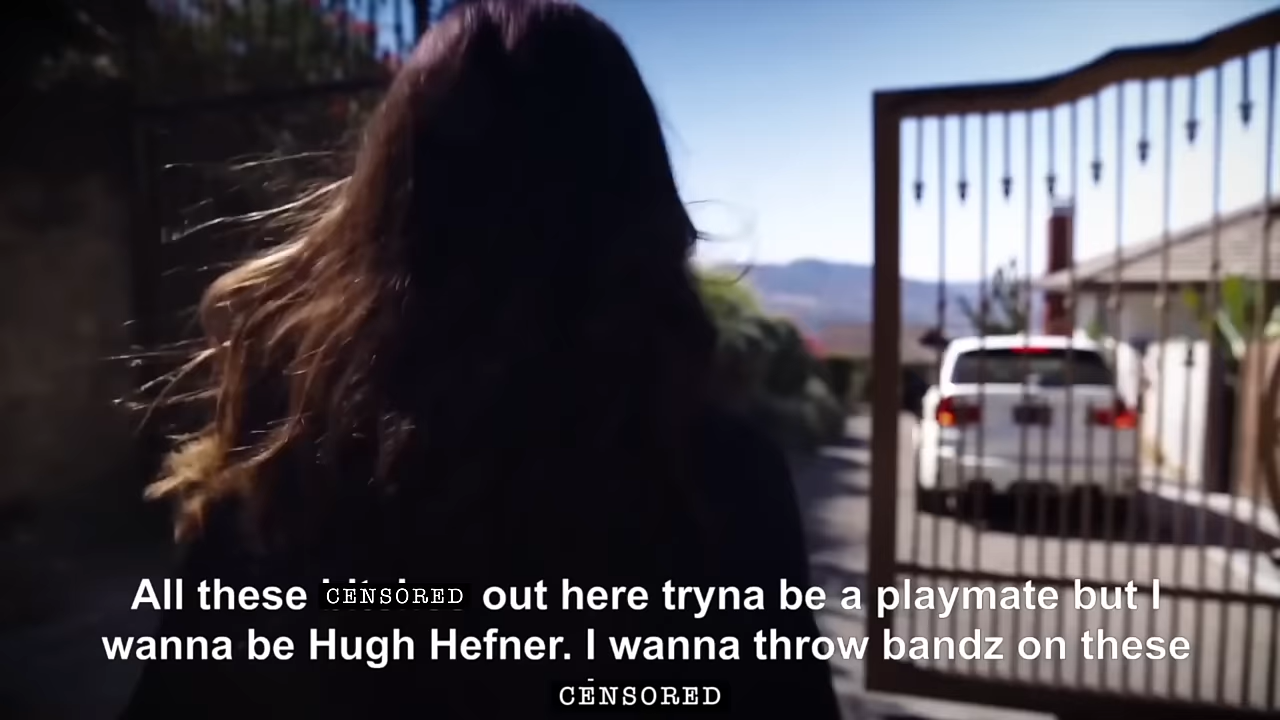 All these CENSORED out here tryna be a playmate but I
wanna be Hugh Hefner. I wanna throw bandz on these
CENSORED